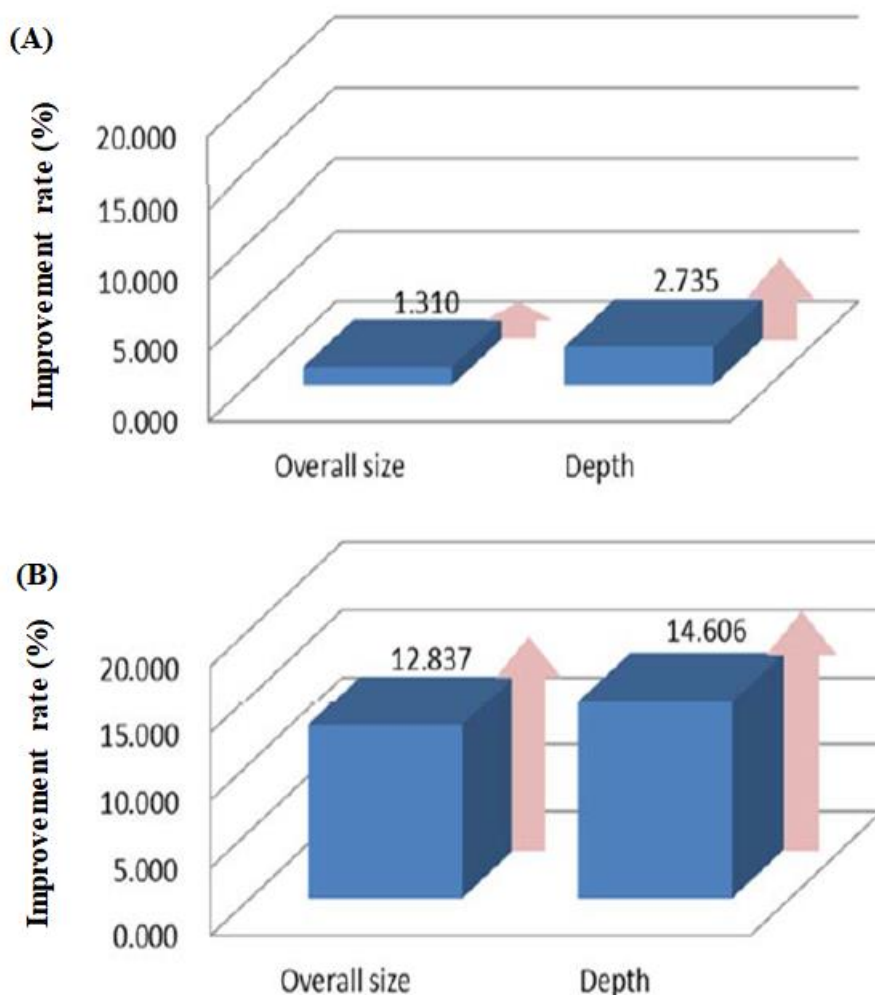 (A)
Improvement rate (%)
20.000
15.000
10.000
5.000
0.000
1.310
2.735
Overall size
Depth
(B)
Improvement rate (%)
20.000
15.000
10.000
5.000
0.000
12.837
14.606
Overall size
Depth